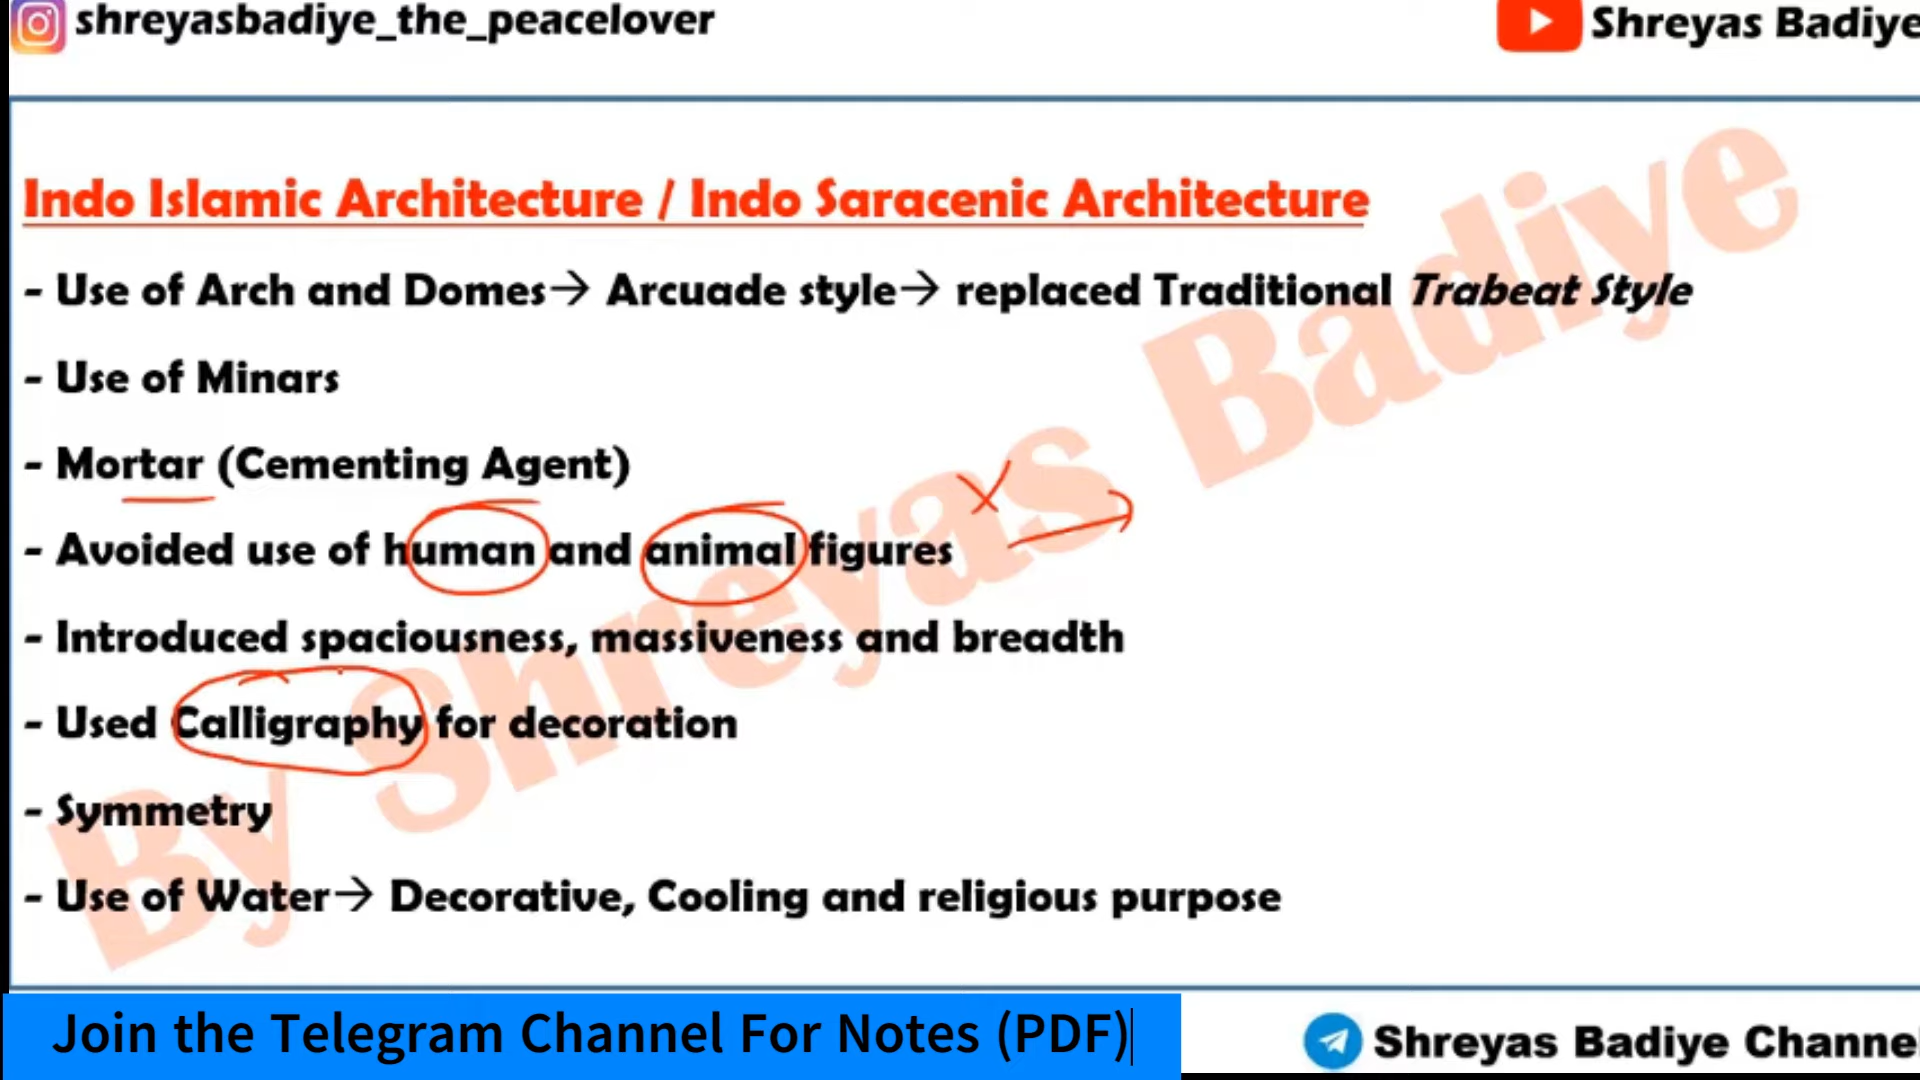 shreyasbadiye_the_peacelover
Shreyas Badiye
Indo Islamic Architecture / Indo Saracenic Architecture
- Use of Arch and Domes→ Arcuade style→ replaced Traditional Trabeat Style
- Use of Minars
- Mortar (Cementing Agent)
- Avoided use of human and animal figures
- Introduced spaciousness, massiveness and breadth
- Used Calligraphy for decoration
- Symmetry
- Use of Water→ Decorative, Cooling and religious purpose
By Shreyas Badiye
Join the Telegram Channel For Notes (PDF)
Shreyas Badiye Channel